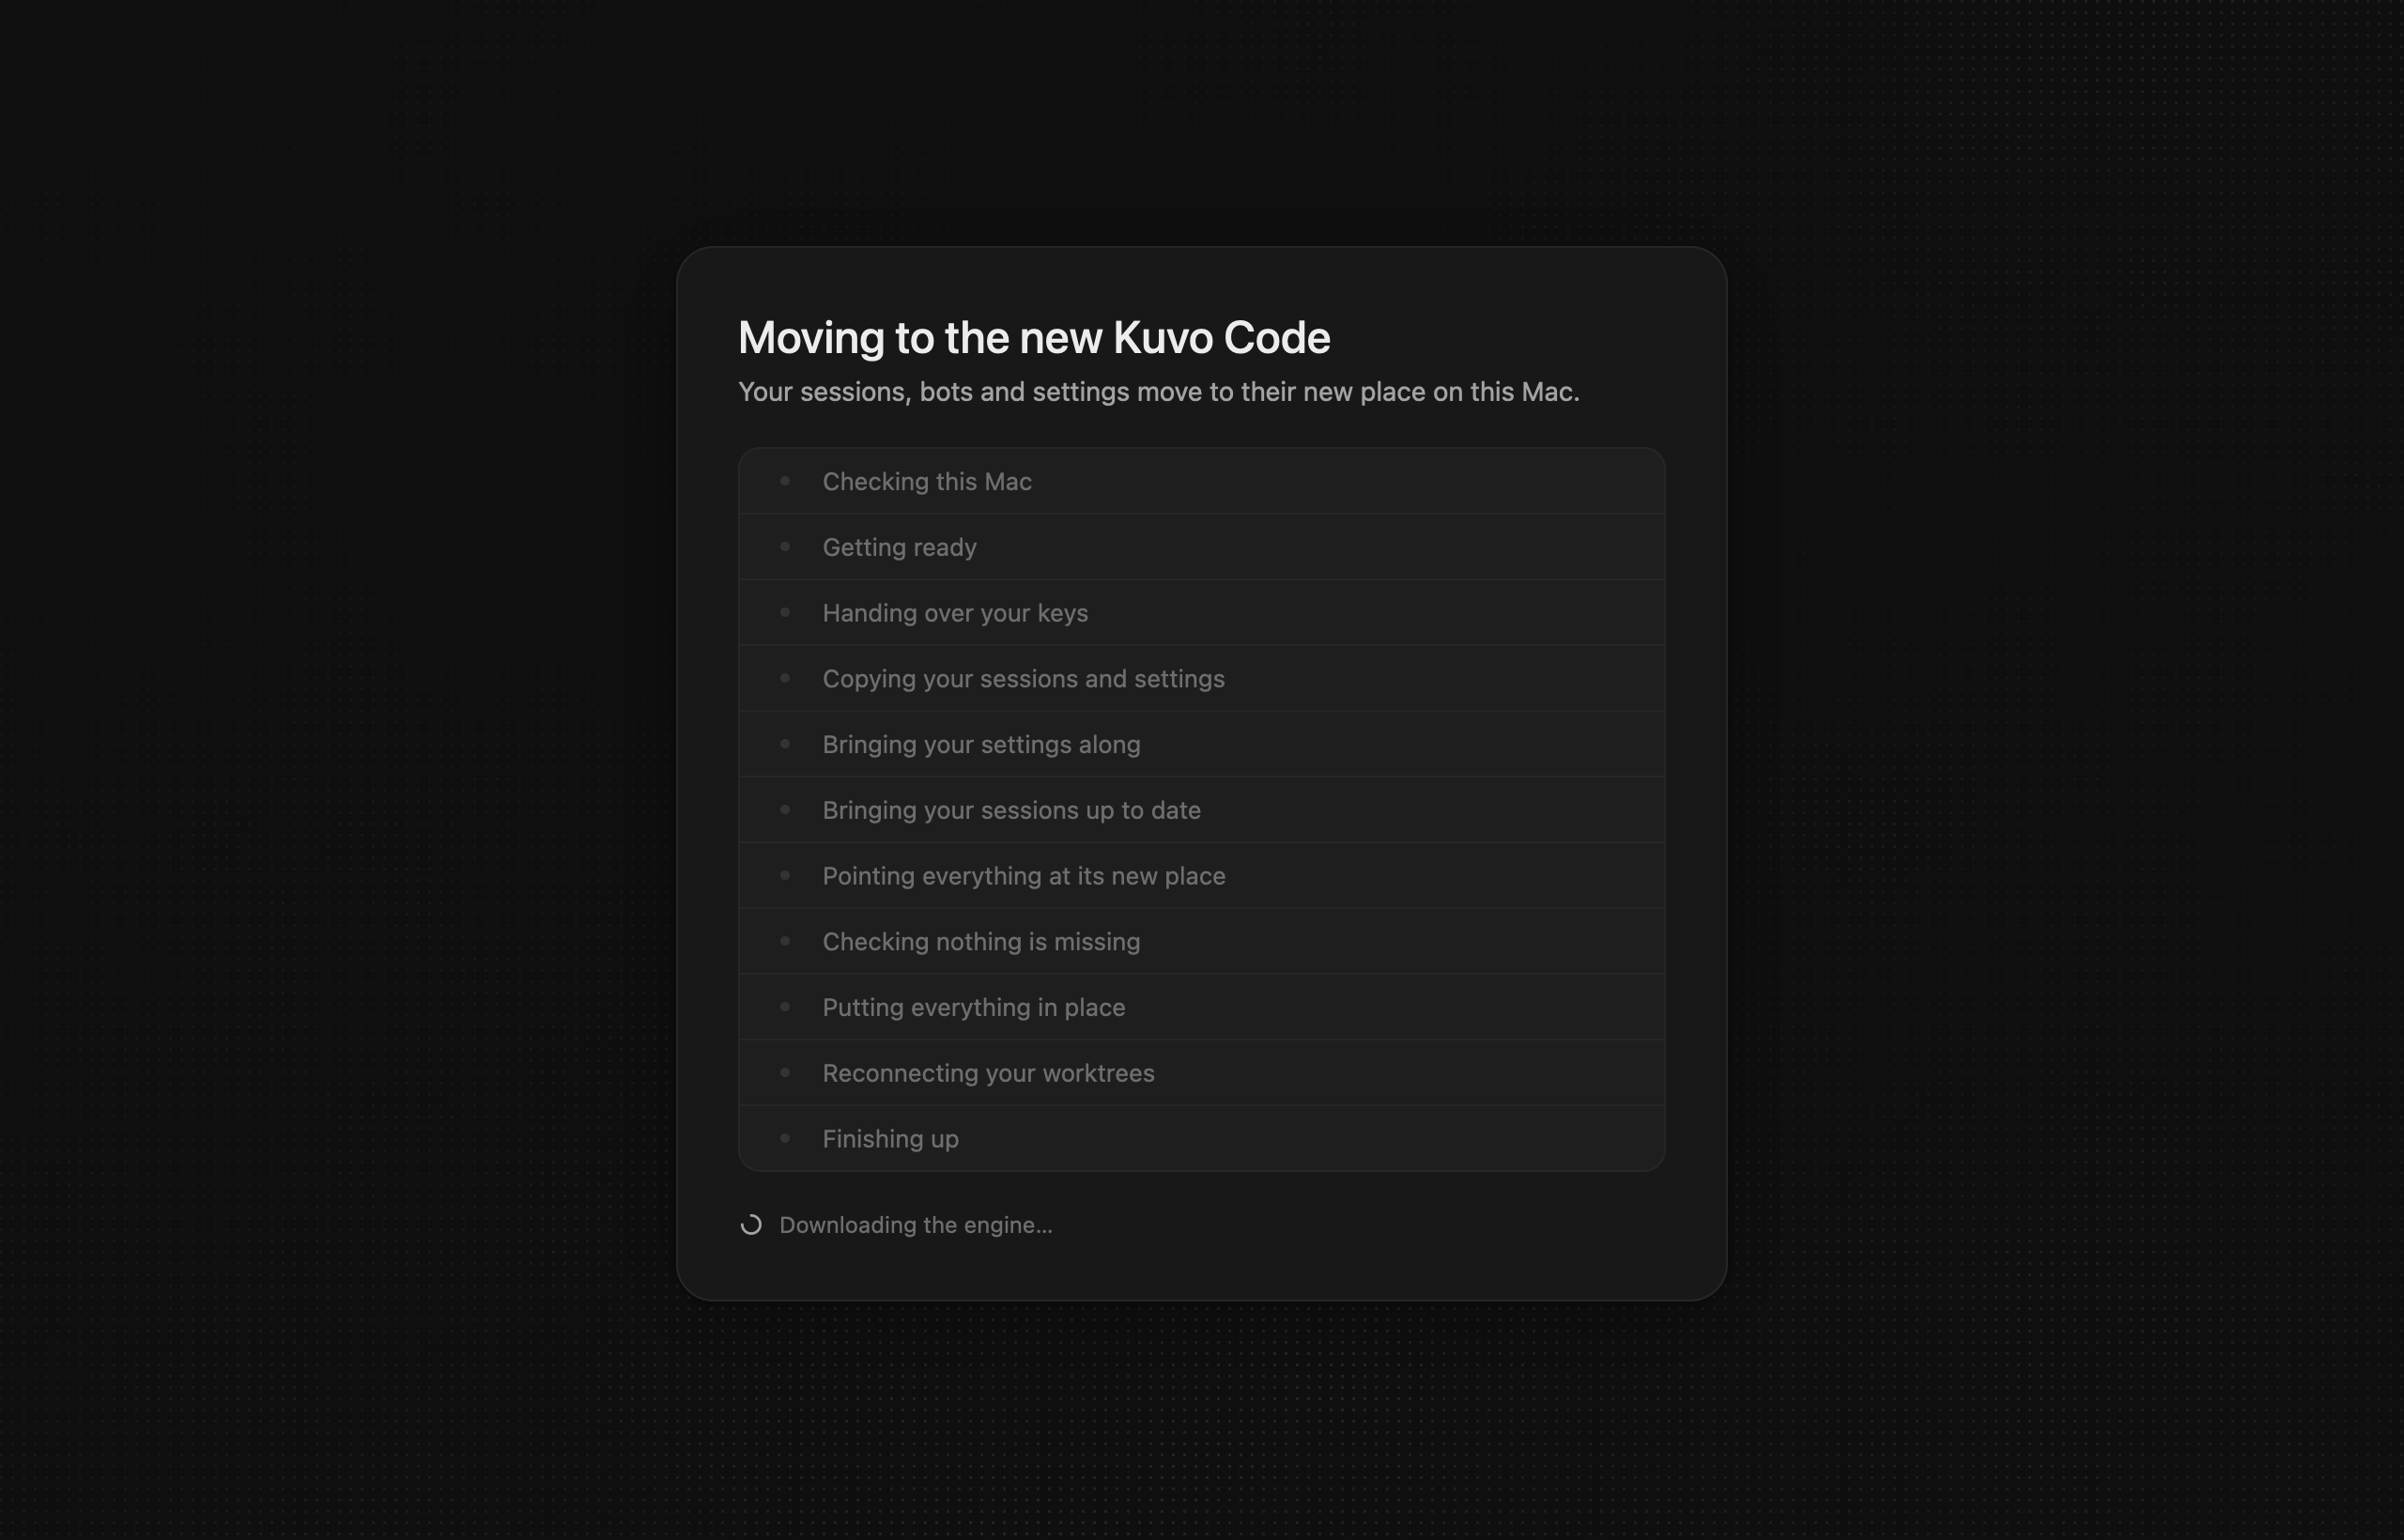 Moving to the new Kuvo Code
Your sessions, bots and settings move to their new place on this Mac.
Checking this Mac
Getting ready
Handing over your keys
Copying your sessions and settings
Bringing your settings along
Bringing your sessions up to date
Pointing everything at its new place
Checking nothing is missing
Putting everything in place
Reconnecting your worktrees
Finishing up
Downloading the engine...